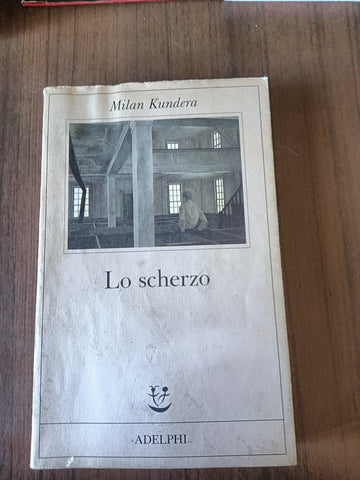 Milan Kundera
Lo scherzo
ADELPHI